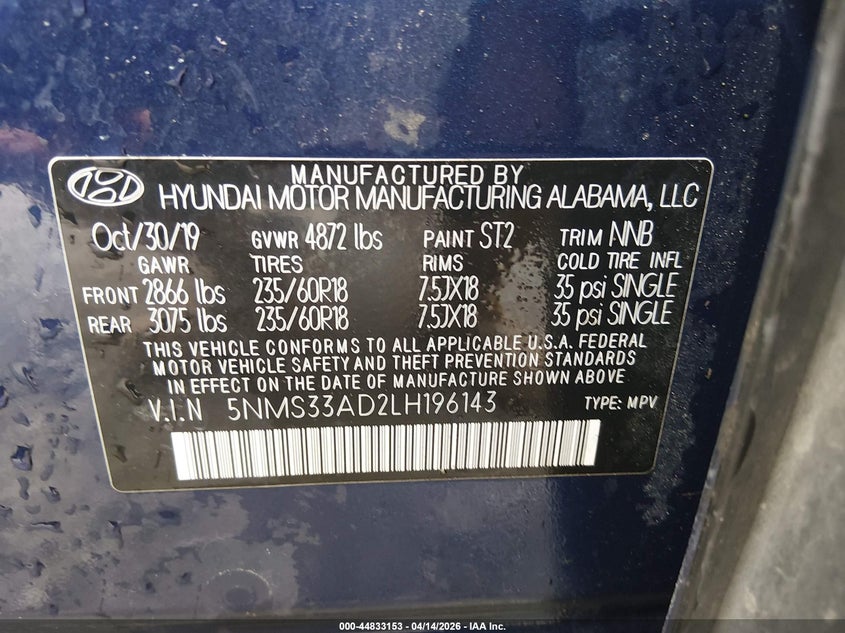 MANUFACTURED BY
HYUNDAI MOTOR MANUFACTURING ALABAMA, LLC
Oct/30/19 GVWR 4872 lbs PAINT ST2 TRIM NNB
GAWR TIRES RIMS COLD TIRE INFL
FRONT 2866 lbs 235/60R18 7.5JX18 35 psi SINGLE
REAR 3075 lbs 235/60R18 7.5JX18 35 psi SINGLE
THIS VEHICLE CONFORMS TO ALL APPLICABLE U.S.A. FEDERAL
MOTOR VEHICLE SAFETY AND THEFT PREVENTION STANDARDS
IN EFFECT ON THE DATE OF MANUFACTURE SHOWN ABOVE
V.I.N 5NMS33AD2LH196143 TYPE: MPV
000-44833153 - 04/14/2026 - IAA Inc.